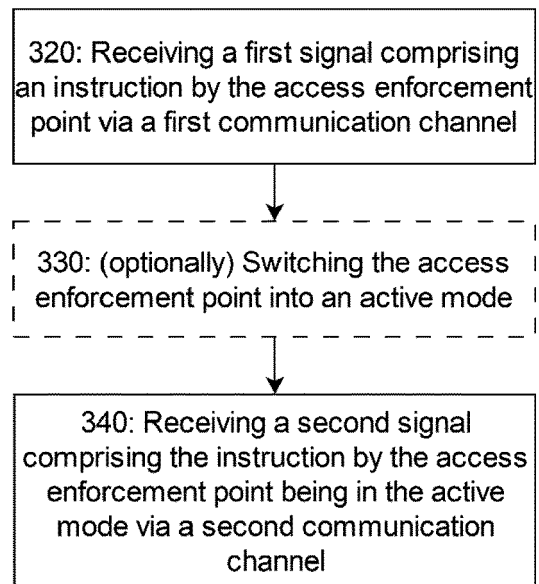 320: Receiving a first signal comprising
an instruction by the access enforcement
point via a first communication channel
330: (optionally) Switching the access
enforcement point into an active mode
340: Receiving a second signal
comprising the instruction by the access
enforcement point being in the active
mode via a second communication
channel